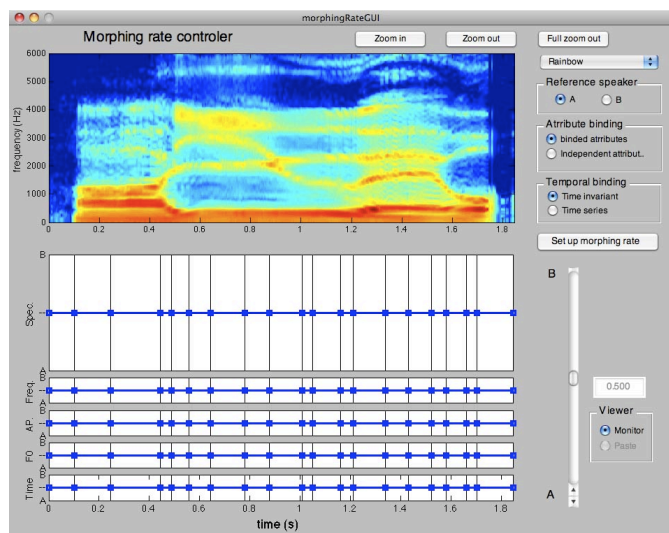 morphingRateGUI
Morphing rate controler
Zoom in
Zoom out
Full zoom out
Rainbow
Reference speaker
A
B
Attribute binding
binded atrributes
Independent attribut..
Temporal binding
Time invariant
Time series
Set up morphing rate
frequency (Hz)
6000
5000
4000
3000
2000
1000
0
0 0.2 0.4 0.6 0.8 1 1.2 1.4 1.6 1.8
B
Spec.
--
A
B
Freq.
--
A
B
AP.
--
A
B
F0
--
A
B
Time
--
A
0 0.2 0.4 0.6 0.8 1 1.2 1.4 1.6 1.8
time (s)
B
0.500
Viewer
Monitor
Paste
A